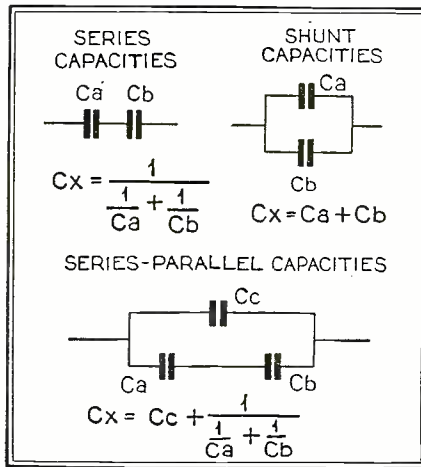 SERIES
CAPACITIES
Ca Cb
Cx = 1 / (1/Ca + 1/Cb)
SHUNT
CAPACITIES
Ca
Cb
Cx = Ca + Cb
SERIES-PARALLEL CAPACITIES
Cc
Ca Cb
Cx = Cc + 1 / (1/Ca + 1/Cb)